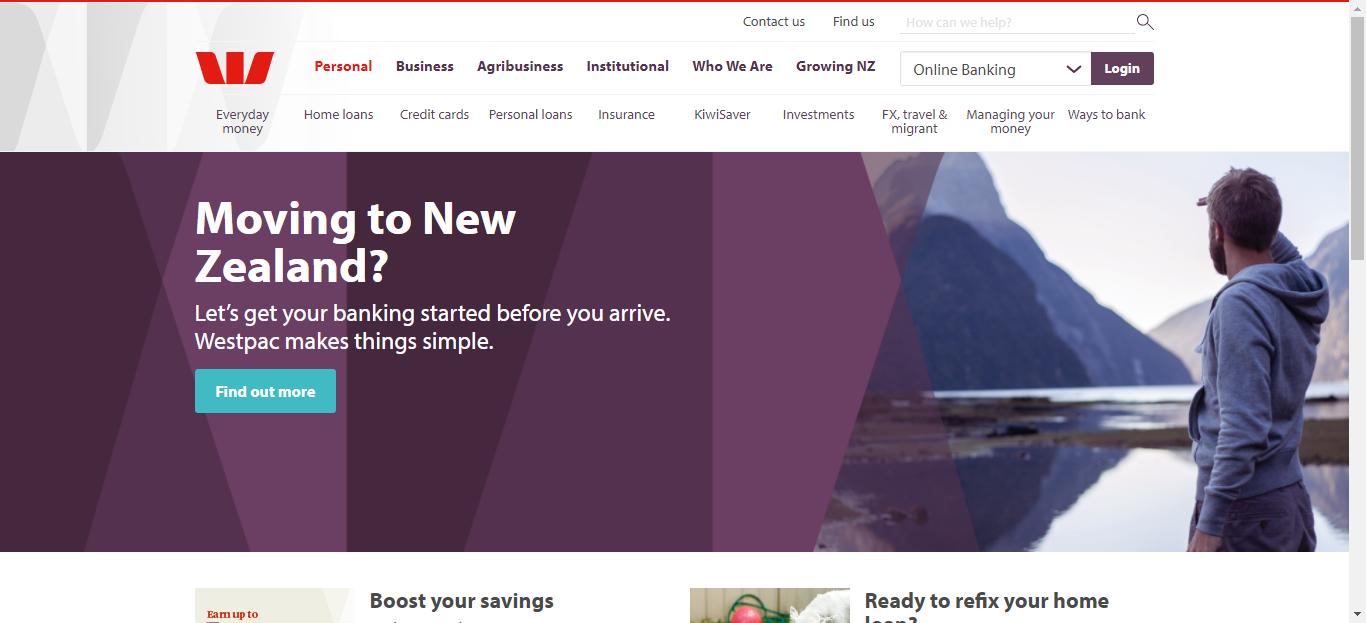 Contact us Find us How can we help?
Personal Business Agribusiness Institutional Who We Are Growing NZ Online Banking Login
Everyday money Home loans Credit cards Personal loans Insurance KiwiSaver Investments FX, travel & migrant Managing your money Ways to bank
Moving to New
Zealand?
Let's get your banking started before you arrive.
Westpac makes things simple.
Find out more
Earn up to
Boost your savings
Ready to refix your home
loan?